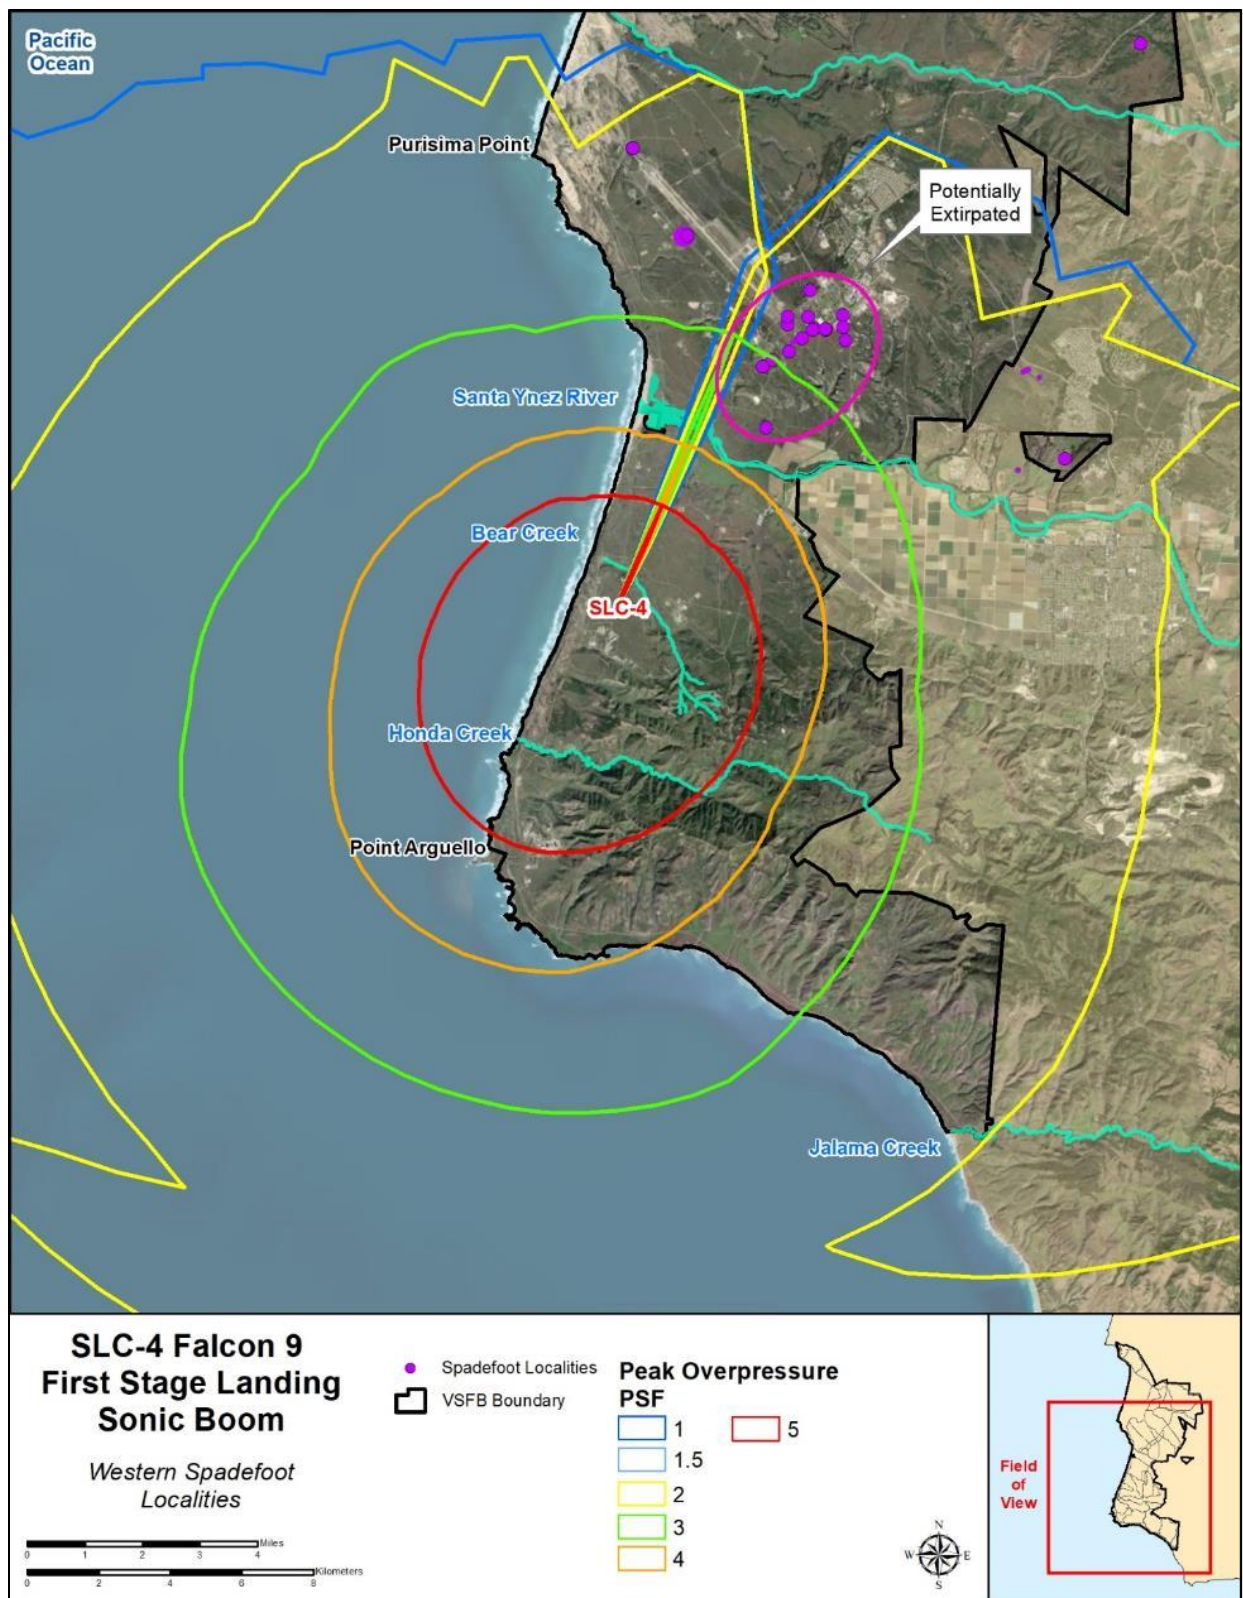 Pacific
Ocean
Purisima Point
Potentially
Extirpated
Santa Ynez River
Bear Creek
SLC-4
Honda Creek
Point Arguello
Jalama Creek
SLC-4 Falcon 9
First Stage Landing
Sonic Boom
Western Spadefoot
Localities
0 1 2 3 4 Miles
0 2 4 6 8 Kilometers
Spadefoot Localities
VSFB Boundary
Peak Overpressure
PSF
1
1.5
2
3
4
5
N
W E
S
Field
of
View